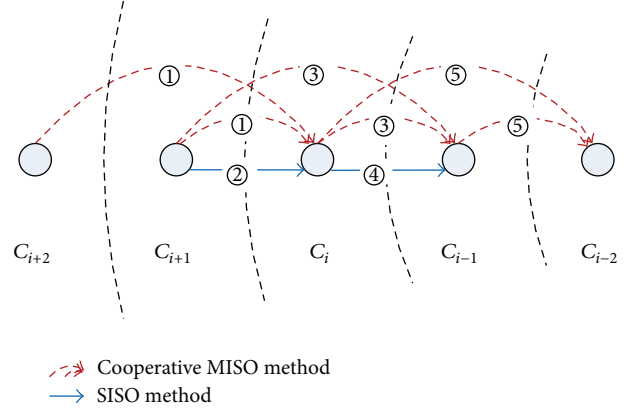 ① ③ ⑤
① ③ ⑤
② ④
C_{i+2} C_{i+1} C_i C_{i−1} C_{i−2}
Cooperative MISO method
SISO method